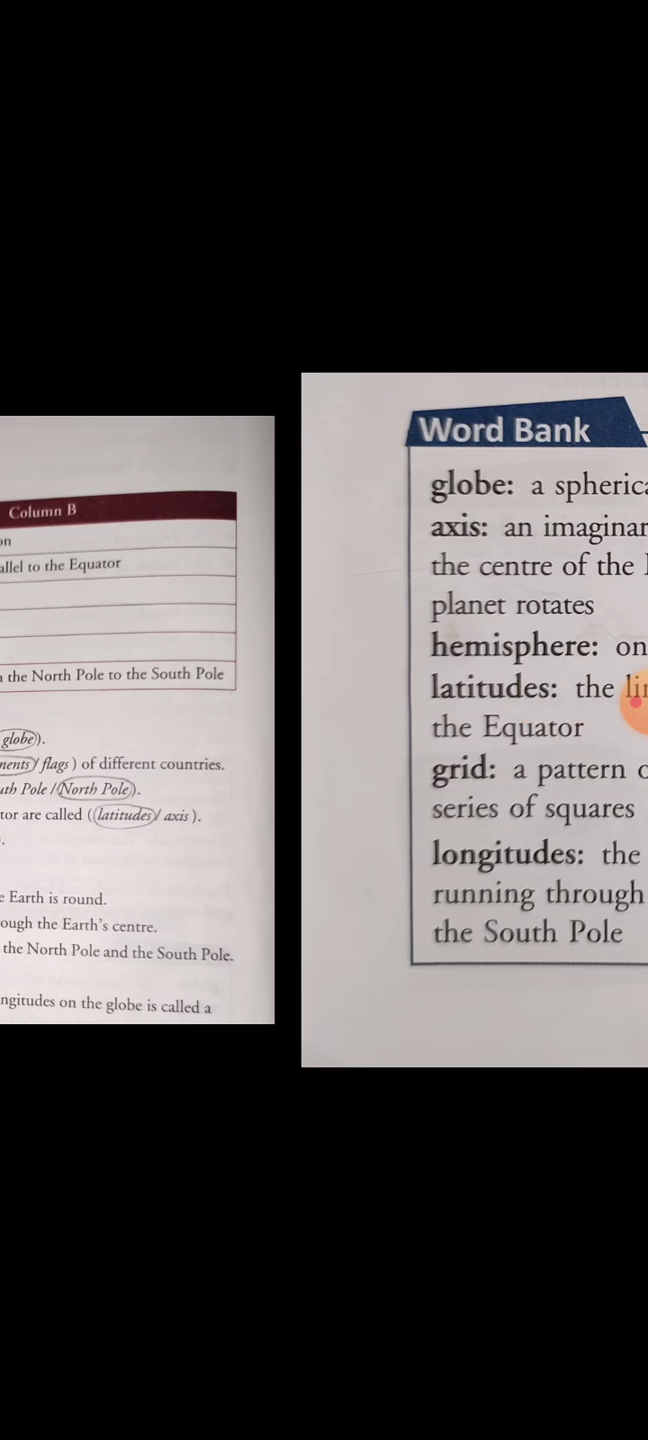 Column B
on
allel to the Equator
n the North Pole to the South Pole
globe).
ments / flags ) of different countries.
uth Pole / North Pole).
tor are called (latitudes / axis ).
.
e Earth is round.
ough the Earth's centre.
the North Pole and the South Pole.
ngitudes on the globe is called a
Word Bank
globe: a spherica
axis: an imaginar
the centre of the
planet rotates
hemisphere: on
latitudes: the lin
the Equator
grid: a pattern o
series of squares
longitudes: the
running through
the South Pole